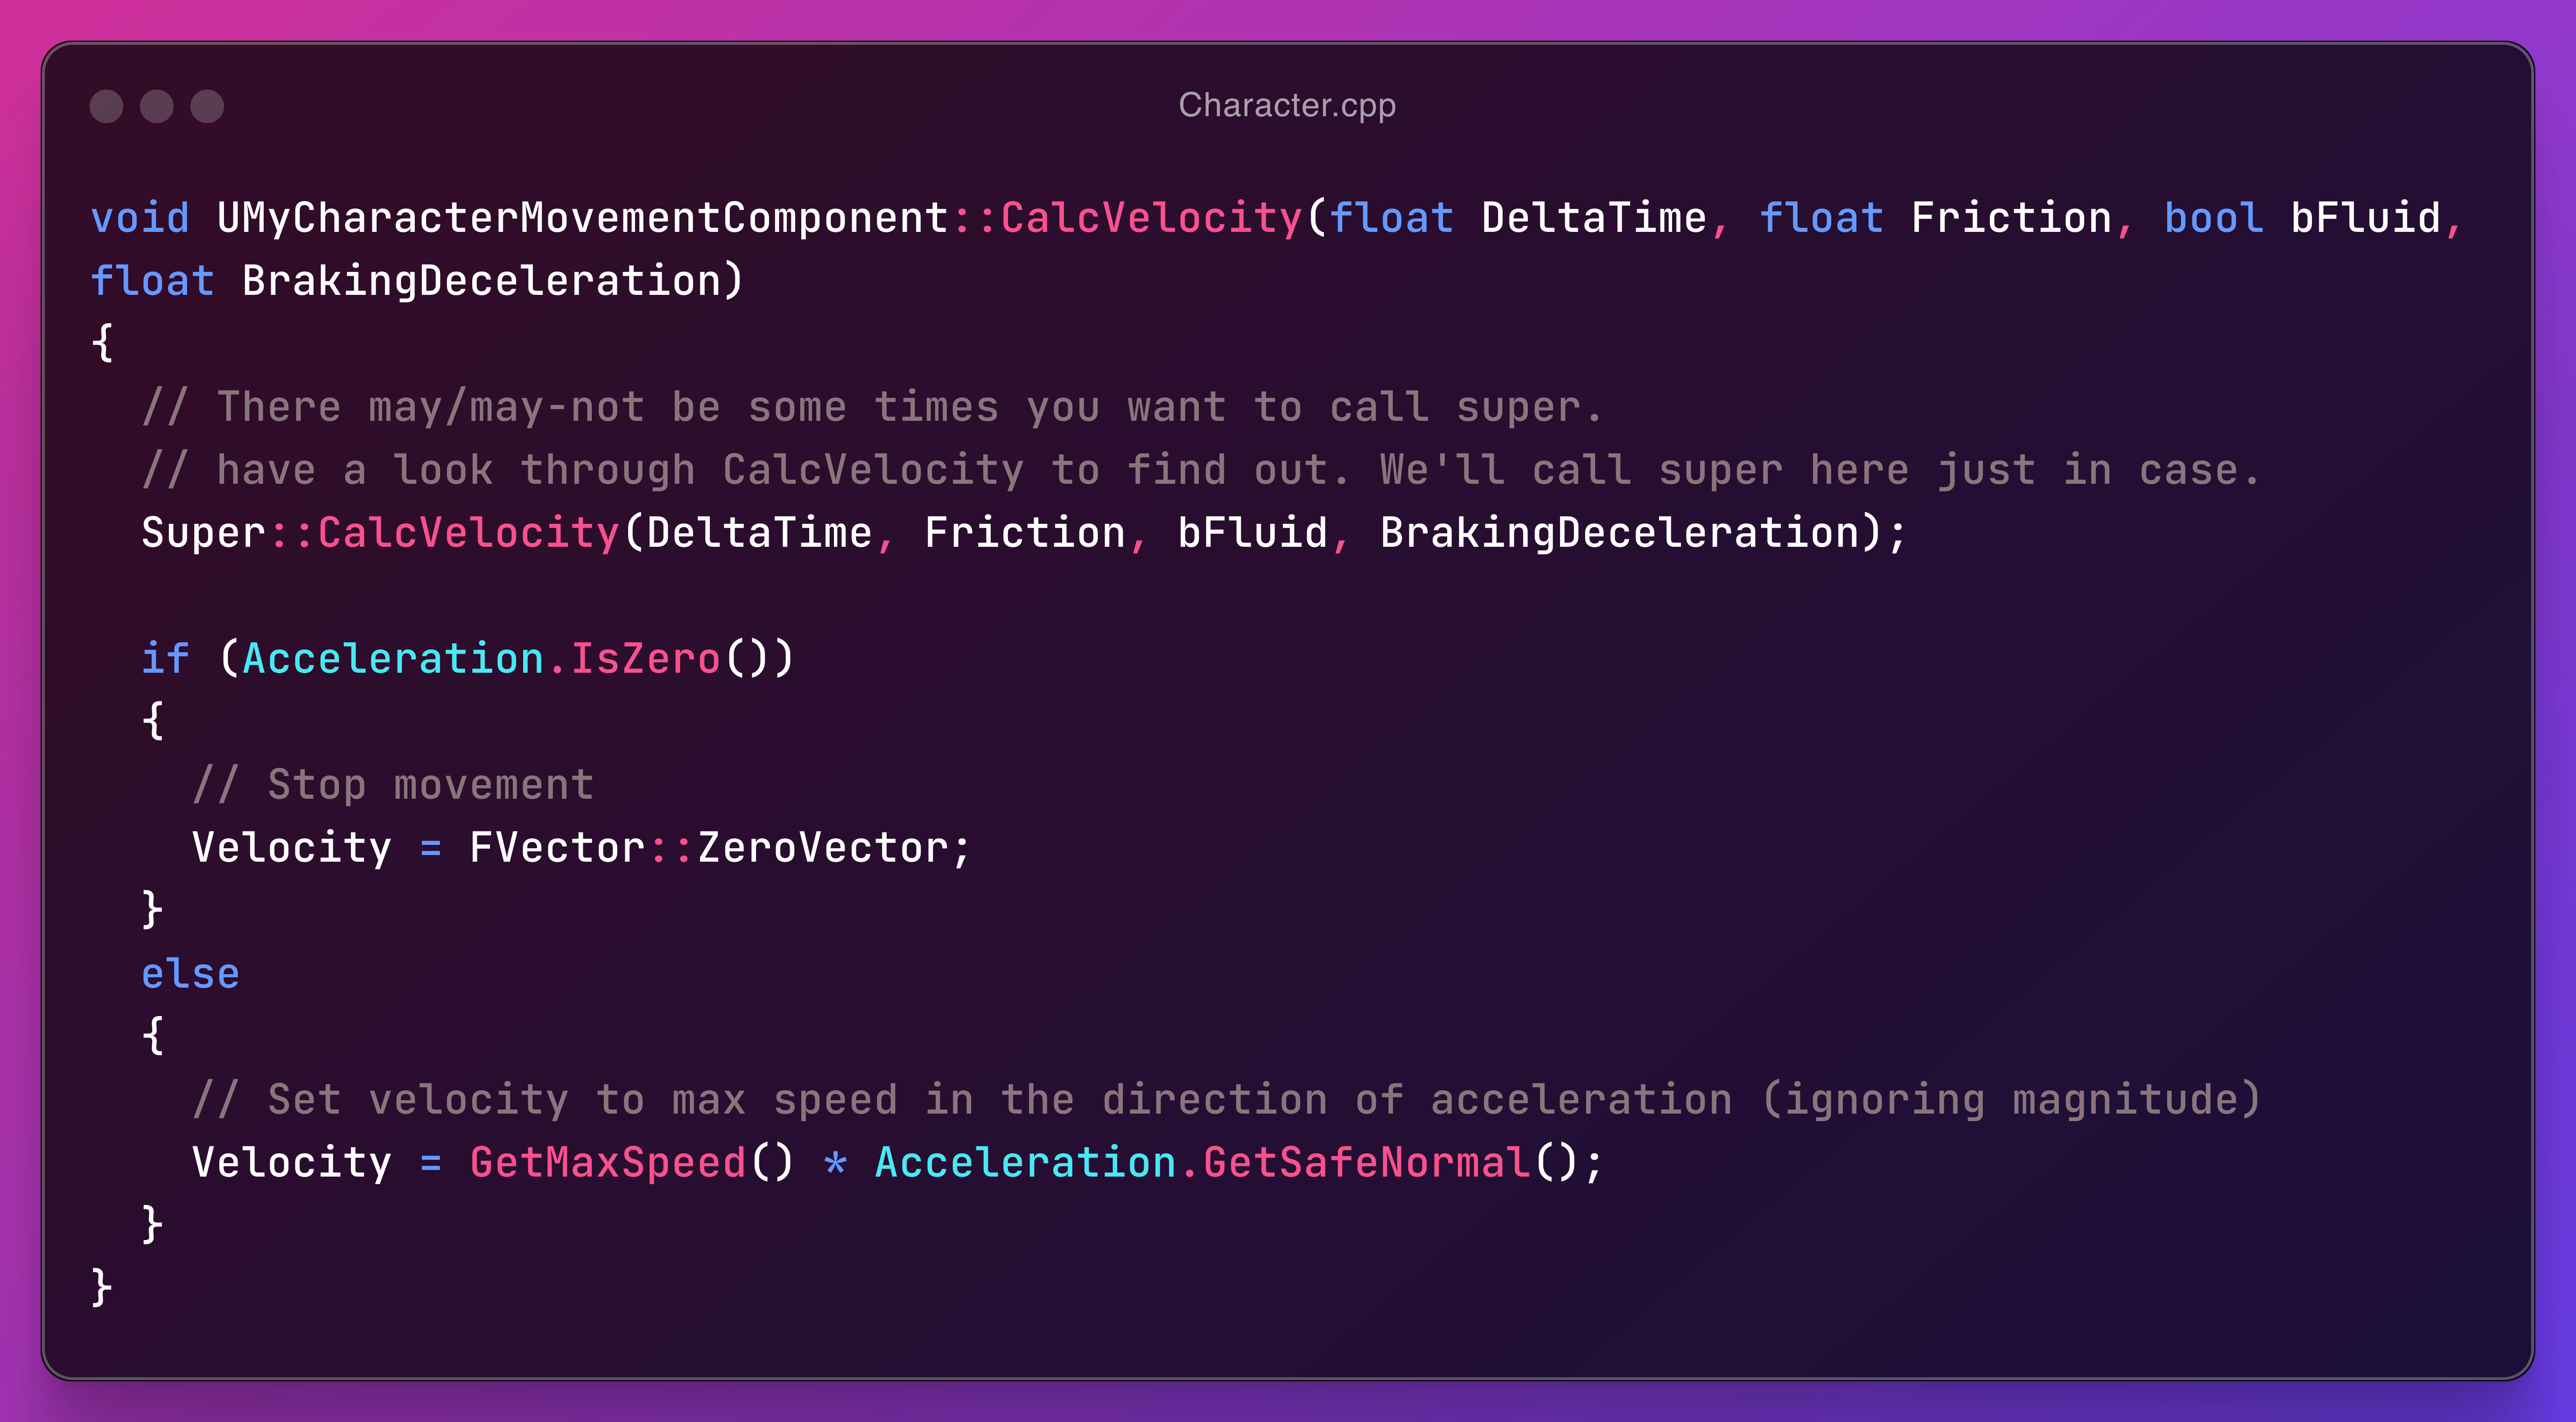 Character.cpp
void UMyCharacterMovementComponent::CalcVelocity(float DeltaTime, float Friction, bool bFluid,
float BrakingDeceleration)
{
  // There may/may-not be some times you want to call super.
  // have a look through CalcVelocity to find out. We'll call super here just in case.
  Super::CalcVelocity(DeltaTime, Friction, bFluid, BrakingDeceleration);

  if (Acceleration.IsZero())
  {
    // Stop movement
    Velocity = FVector::ZeroVector;
  }
  else
  {
    // Set velocity to max speed in the direction of acceleration (ignoring magnitude)
    Velocity = GetMaxSpeed() * Acceleration.GetSafeNormal();
  }
}